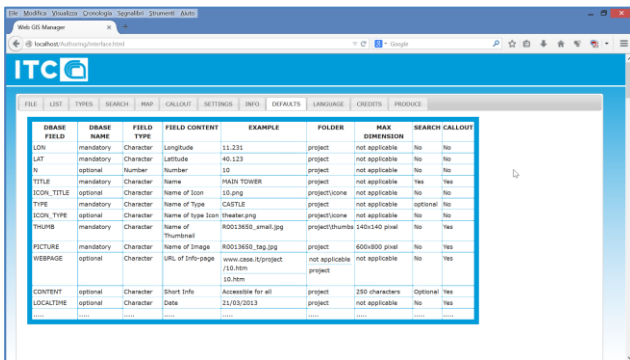 File Modifica Visualizza Cronologia Segnalibri Strumenti Aiuto
Web GIS Manager
localhost/Authoring/interface.html
Google
ITC
FILE LIST TYPES SEARCH MAP CALLOUT SETTINGS INFO DEFAULTS LANGUAGE CREDITS PRODUCE
DBASE FIELD DBASE NAME FIELD TYPE FIELD CONTENT EXAMPLE FOLDER MAX DIMENSION SEARCH CALLOUT
LON mandatory Character Longitude 11.231 project not applicable No No
LAT mandatory Character Latitude 40.123 project not applicable No No
N optional Number Number 10 project not applicable No No
TITLE mandatory Character Name MAIN TOWER project not applicable Yes Yes
ICON_TITLE optional Character Name of Icon 10.png project\icone not applicable No No
TYPE mandatory Character Name of Type CASTLE project not applicable optional No
ICON_TYPE optional Character Name of type Icon theater.png project\icone not applicable No No
THUMB mandatory Character Name of Thumbnail R0013650_small.jpg project\thumbs 140x140 pixel No Yes
PICTURE mandatory Character Name of Image R0013650_tag.jpg project 600x800 pixel No Yes
WEBPAGE optional Character URL of Info-page www.casa.it/project/10.htm not applicable not applicable No Yes
10.htm project
CONTENT optional Character Short Info Accessible for all project 250 characters Optional Yes
LOCALTIME optional Character Date 21/03/2013 project not applicable No Yes
..... ..... ..... ..... ..... ..... ..... ..... .....